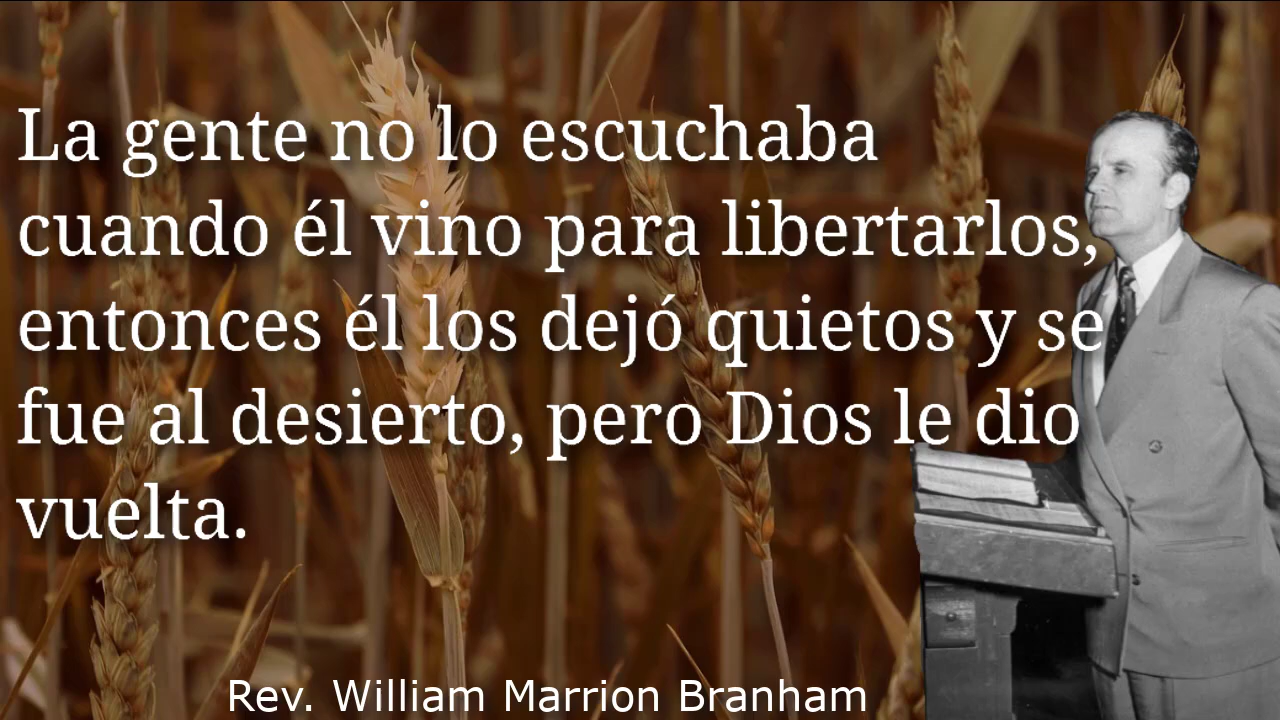 La gente no lo escuchaba
cuando él vino para libertarlos,
entonces él los dejó quietos y se
fue al desierto, pero Dios le dio
vuelta.
Rev. William Marrion Branham